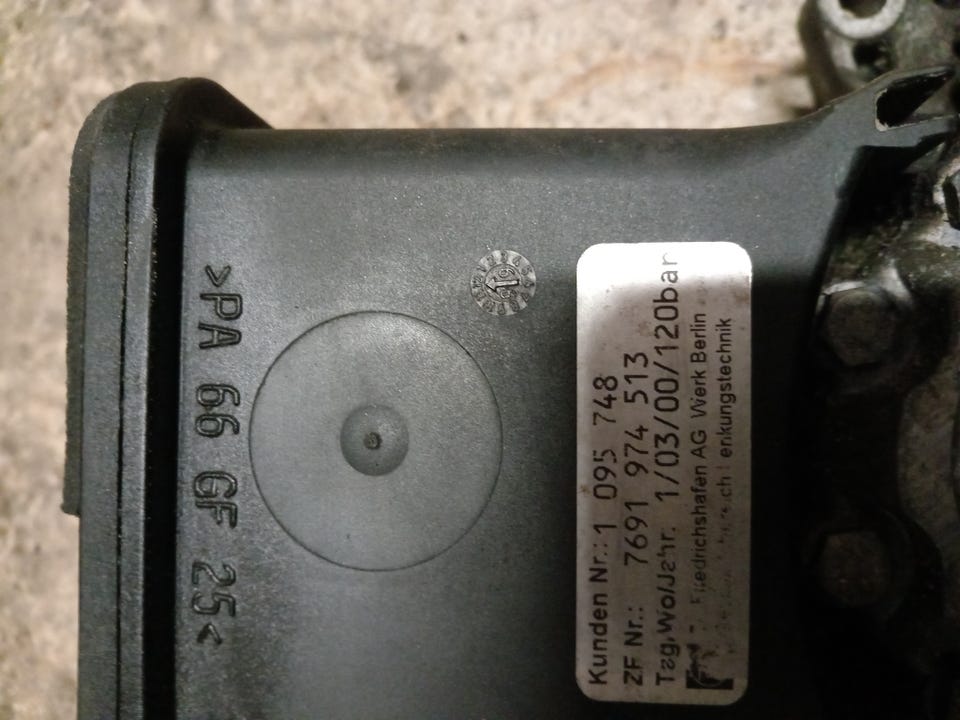 >PA 66 GF 25<
Kunden Nr.: 1 095 748
ZF Nr.: 7691 974 513
Tag/Wo/Jahr: 1/03/00/120bar
Friedrichshafen AG Werk Berlin
Lenkungstechnik